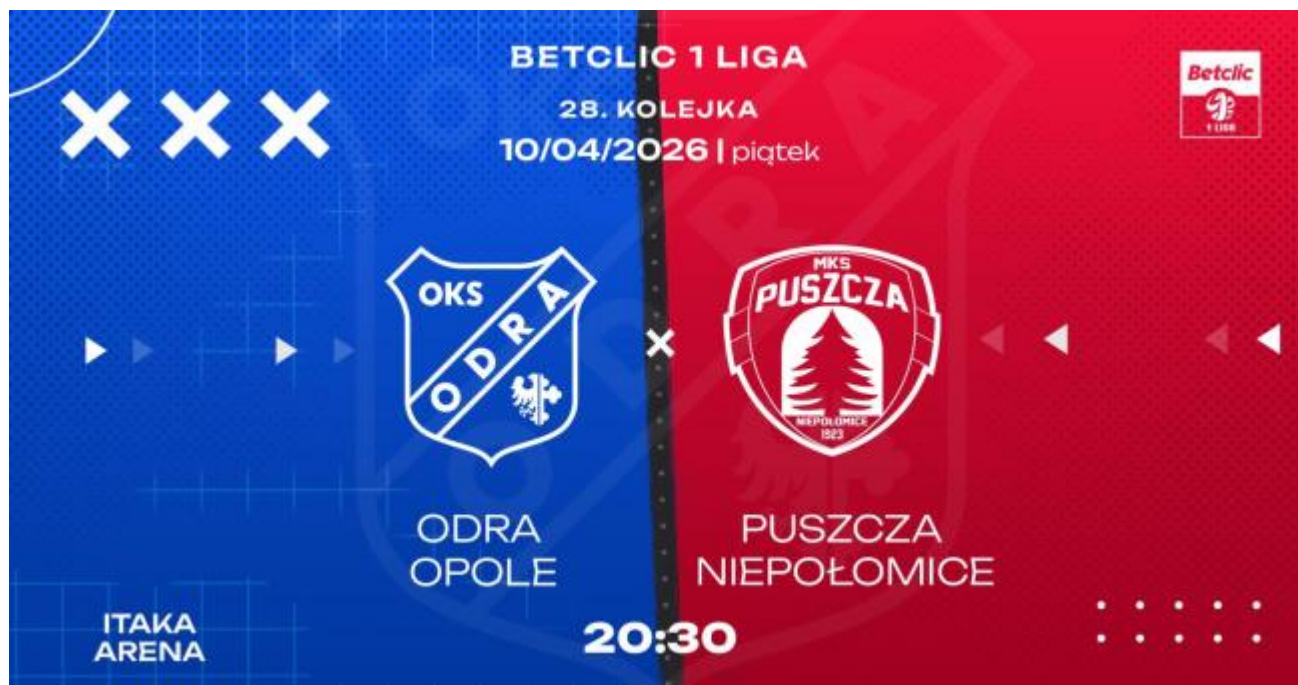 BETCLIC 1 LIGA
28. KOLEJKA
10/04/2026 | piątek
Betclic
1 LIGA
OKS
ODRA
MKS
PUSZCZA
NIEPOŁOMICE
1923
ODRA
OPOLE
PUSZCZA
NIEPOŁOMICE
ITAKA
ARENA
20:30